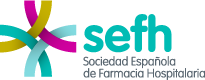 sefh
Sociedad Española
de Farmacia Hospitalaria